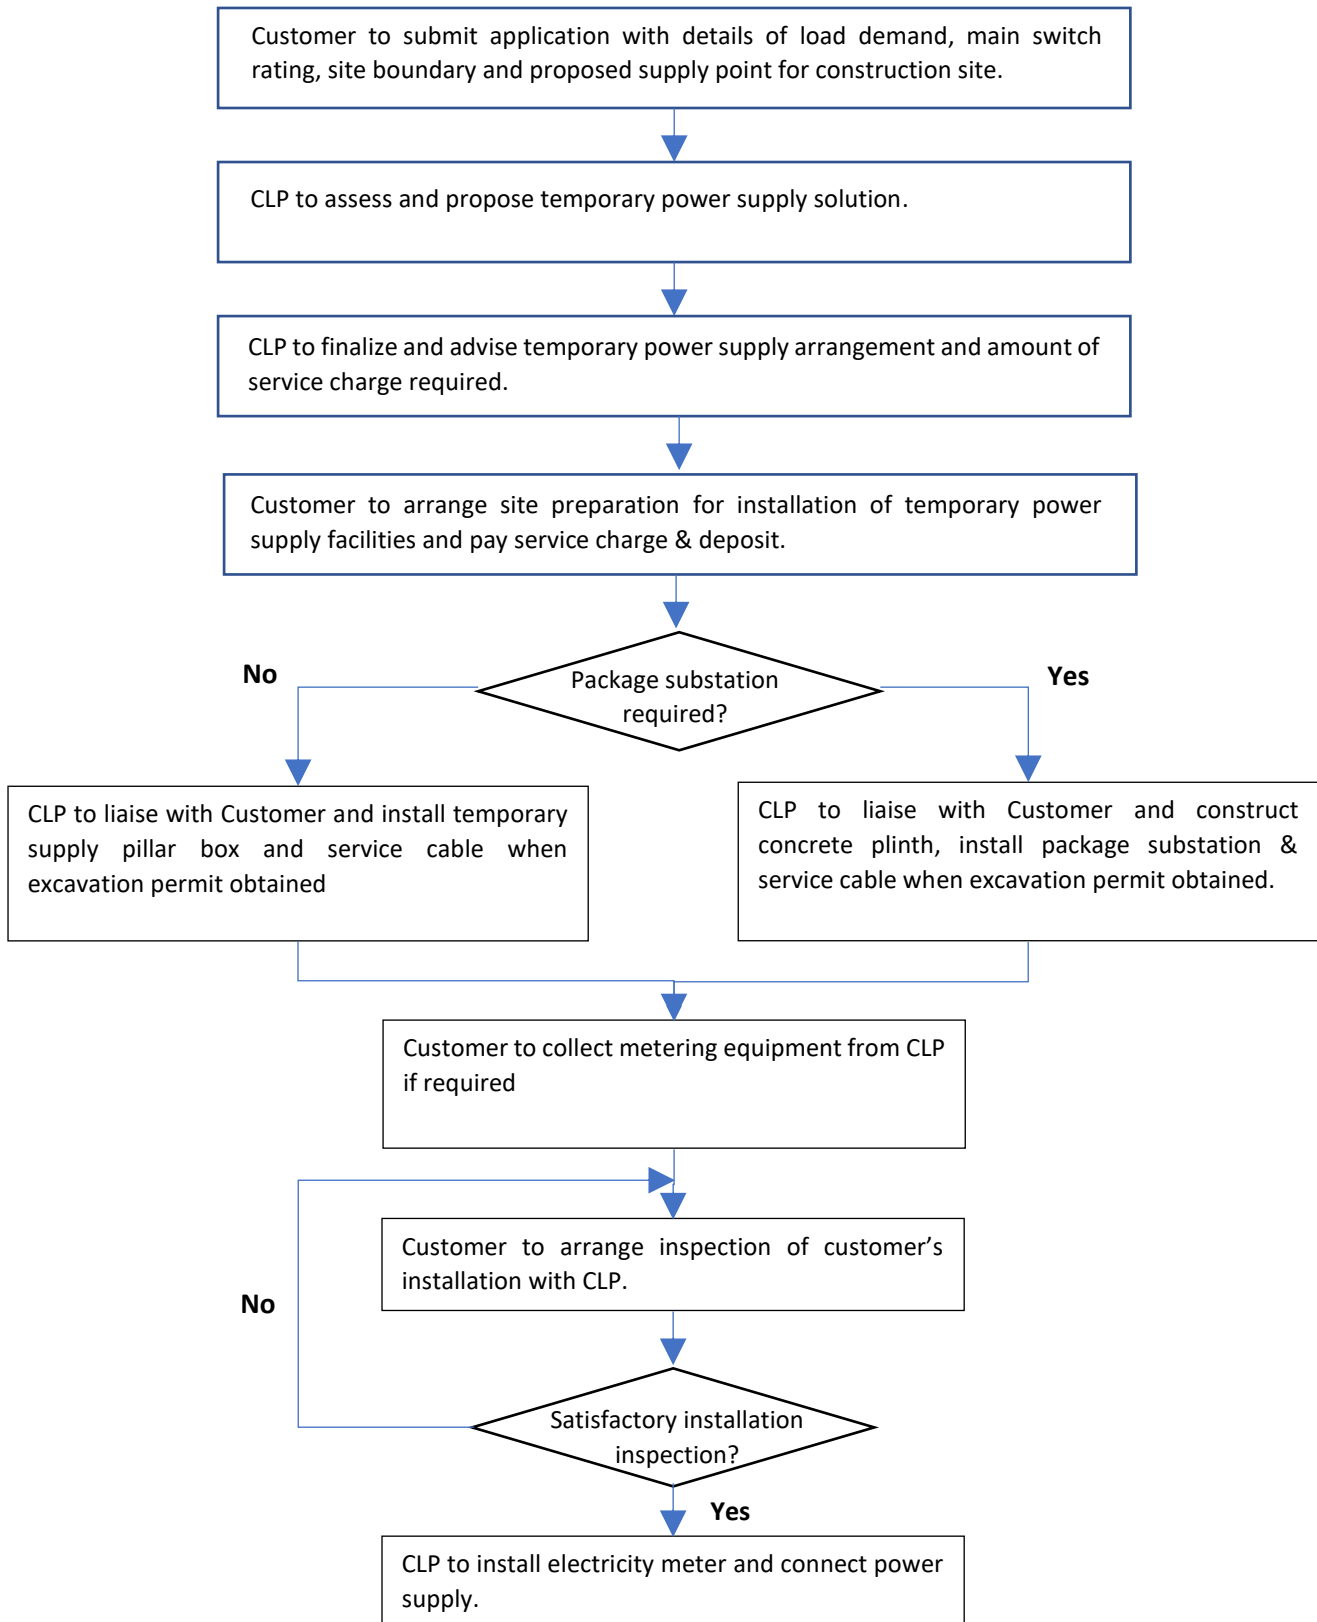 Customer to submit application with details of load demand, main switch
rating, site boundary and proposed supply point for construction site.
CLP to assess and propose temporary power supply solution.
CLP to finalize and advise temporary power supply arrangement and amount of
service charge required.
Customer to arrange site preparation for installation of temporary power
supply facilities and pay service charge & deposit.
No
Package substation
required?
Yes
CLP to liaise with Customer and install temporary
supply pillar box and service cable when
excavation permit obtained
CLP to liaise with Customer and construct
concrete plinth, install package substation &
service cable when excavation permit obtained.
Customer to collect metering equipment from CLP
if required
Customer to arrange inspection of customer’s
installation with CLP.
No
Satisfactory installation
inspection?
Yes
CLP to install electricity meter and connect power
supply.